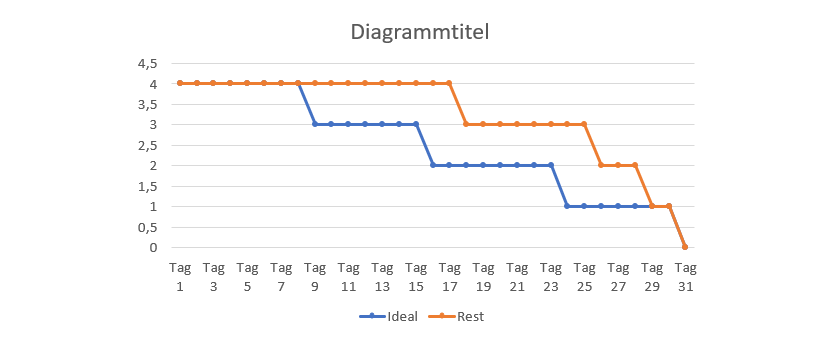 Diagrammtitel
4,5
4
3,5
3
2,5
2
1,5
1
0,5
0
Tag Tag Tag Tag Tag Tag Tag Tag Tag Tag Tag Tag Tag Tag Tag Tag
1 3 5 7 9 11 13 15 17 19 21 23 25 27 29 31
Ideal Rest